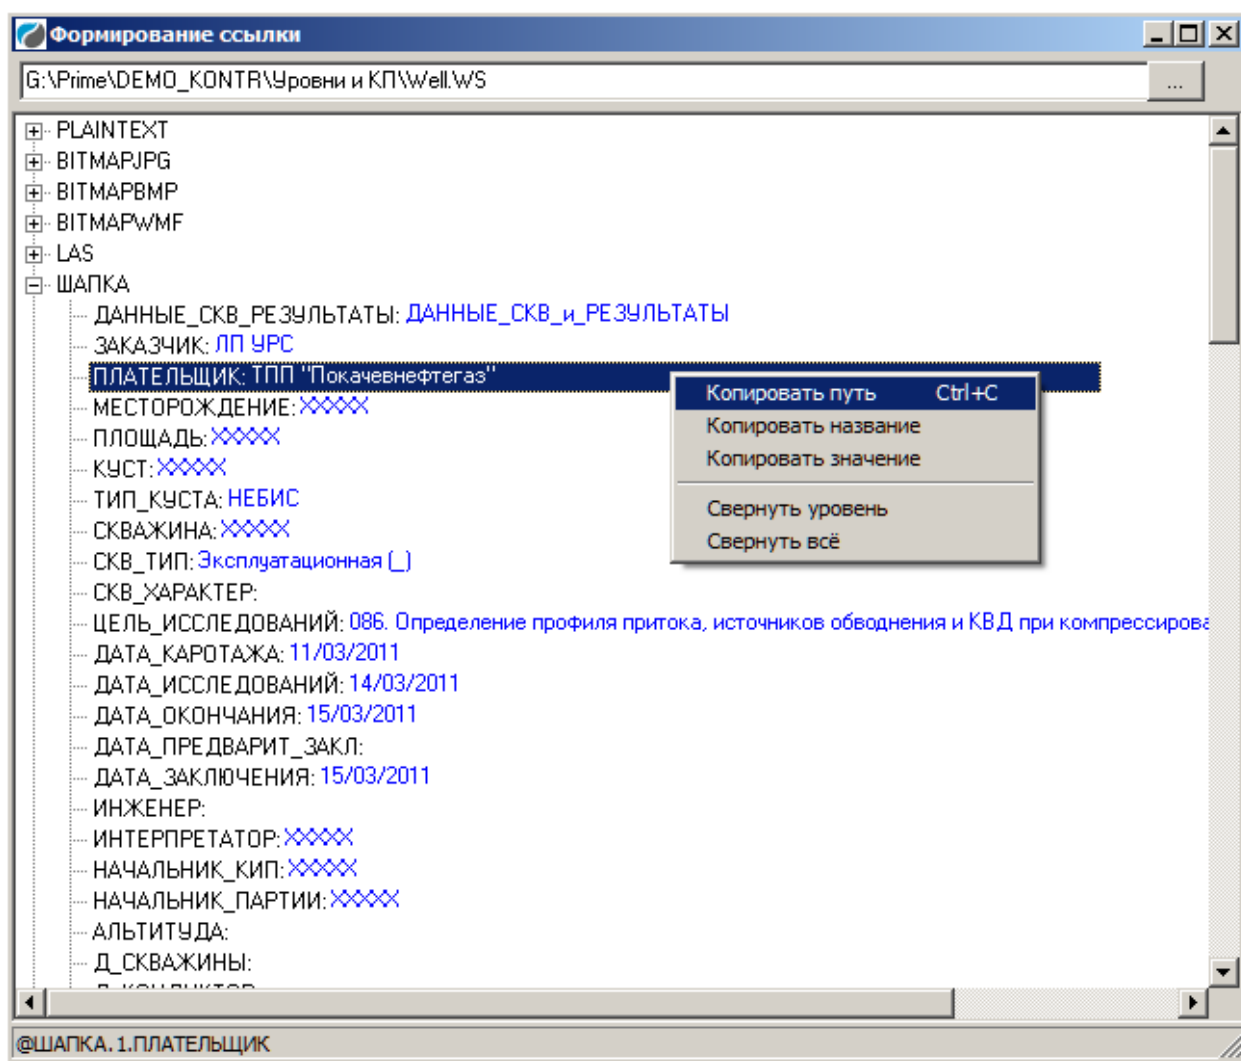 Формирование ссылки
G:\Prime\DEMO_KONTR\Уровни и КП\Well.WS
...
PLAINTEXT
BITMAPJPG
BITMAPBMP
BITMAPWMF
LAS
ШАПКА
ДАННЫЕ_СКВ_РЕЗУЛЬТАТЫ: ДАННЫЕ_СКВ_и_РЕЗУЛЬТАТЫ
ЗАКАЗЧИК: ЛП УРС
ПЛАТЕЛЬЩИК: ТПП "Покачевнефтегаз"
МЕСТОРОЖДЕНИЕ: XXXXX
ПЛОЩАДЬ: XXXXX
КУСТ: XXXXX
ТИП_КУСТА: НЕБИС
СКВАЖИНА: XXXXX
СКВ_ТИП: Эксплуатационная (_)
СКВ_ХАРАКТЕР:
ЦЕЛЬ_ИССЛЕДОВАНИЙ: 086. Определение профиля притока, источников обводнения и КВД при компрессирова
ДАТА_КАРОТАЖА: 11/03/2011
ДАТА_ИССЛЕДОВАНИЙ: 14/03/2011
ДАТА_ОКОНЧАНИЯ: 15/03/2011
ДАТА_ПРЕДВАРИТ_ЗАКЛ:
ДАТА_ЗАКЛЮЧЕНИЯ: 15/03/2011
ИНЖЕНЕР:
ИНТЕРПРЕТАТОР: XXXXX
НАЧАЛЬНИК_КИП: XXXXX
НАЧАЛЬНИК_ПАРТИИ: XXXXX
АЛЬТИТУДА:
Д_СКВАЖИНЫ:
Копировать путь Ctrl+C
Копировать название
Копировать значение
Свернуть уровень
Свернуть всё
@ШАПКА.1.ПЛАТЕЛЬЩИК